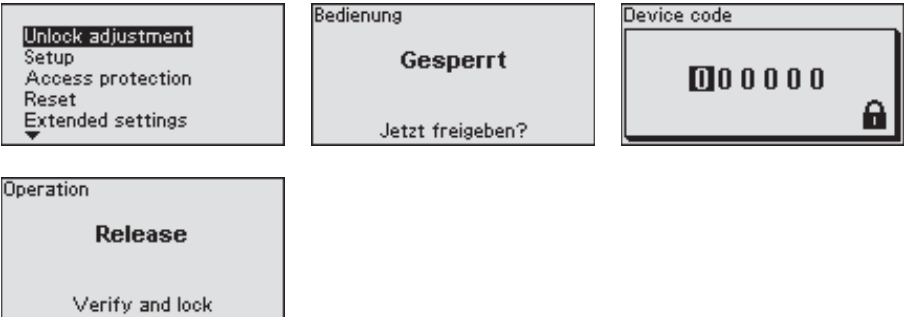 Unlock adjustment
Setup
Access protection
Reset
Extended settings
Bedienung
Gesperrt
Jetzt freigeben?
Device code
000000
Operation
Release
Verify and lock